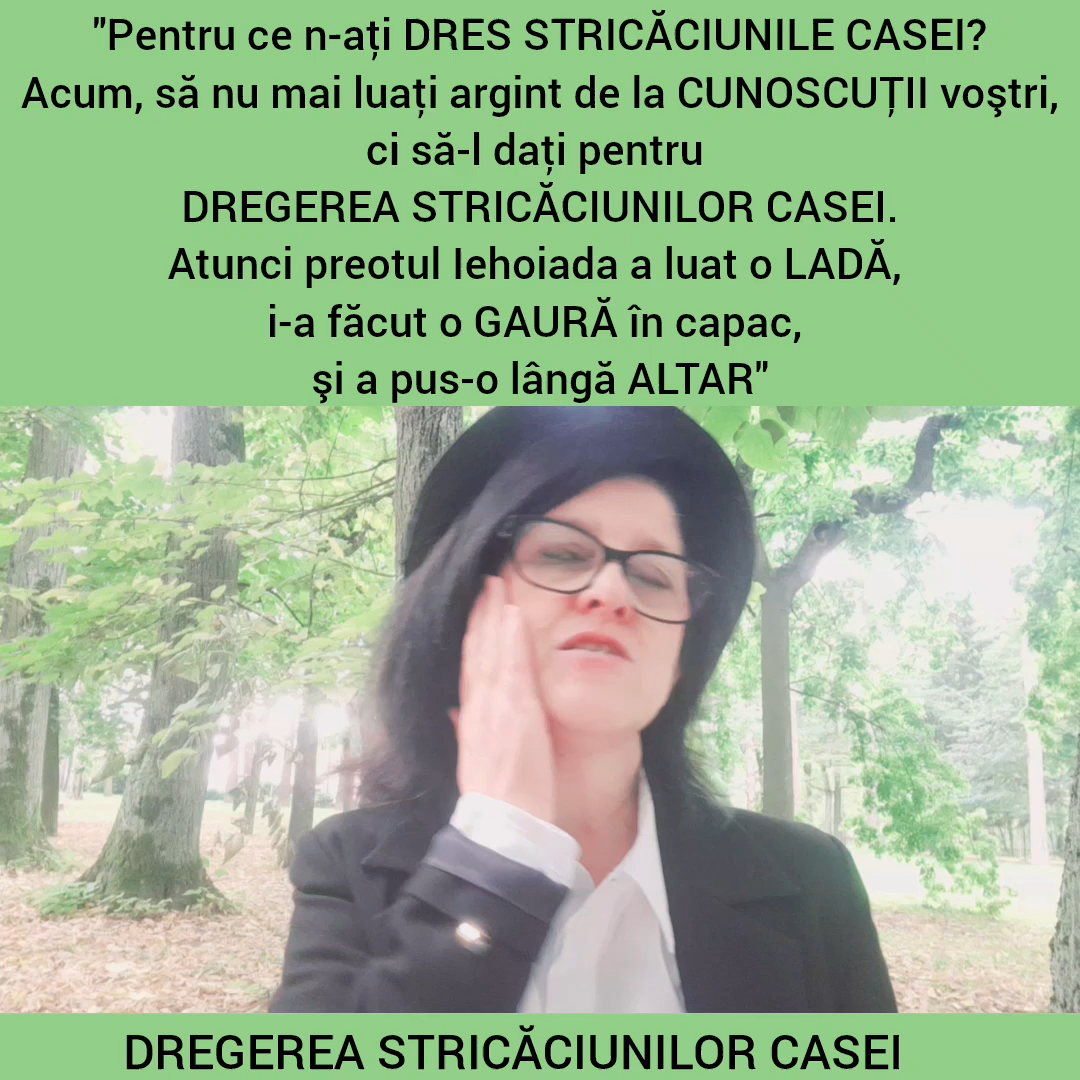 "Pentru ce n-ați DRES STRICĂCIUNILE CASEI?
Acum, să nu mai luați argint de la CUNOSCUȚII voştri,
ci să-l dați pentru
DREGEREA STRICĂCIUNILOR CASEI.
Atunci preotul Iehoiada a luat o LADĂ,
i-a făcut o GAURĂ în capac,
şi a pus-o lângă ALTAR"
DREGEREA STRICĂCIUNILOR CASEI